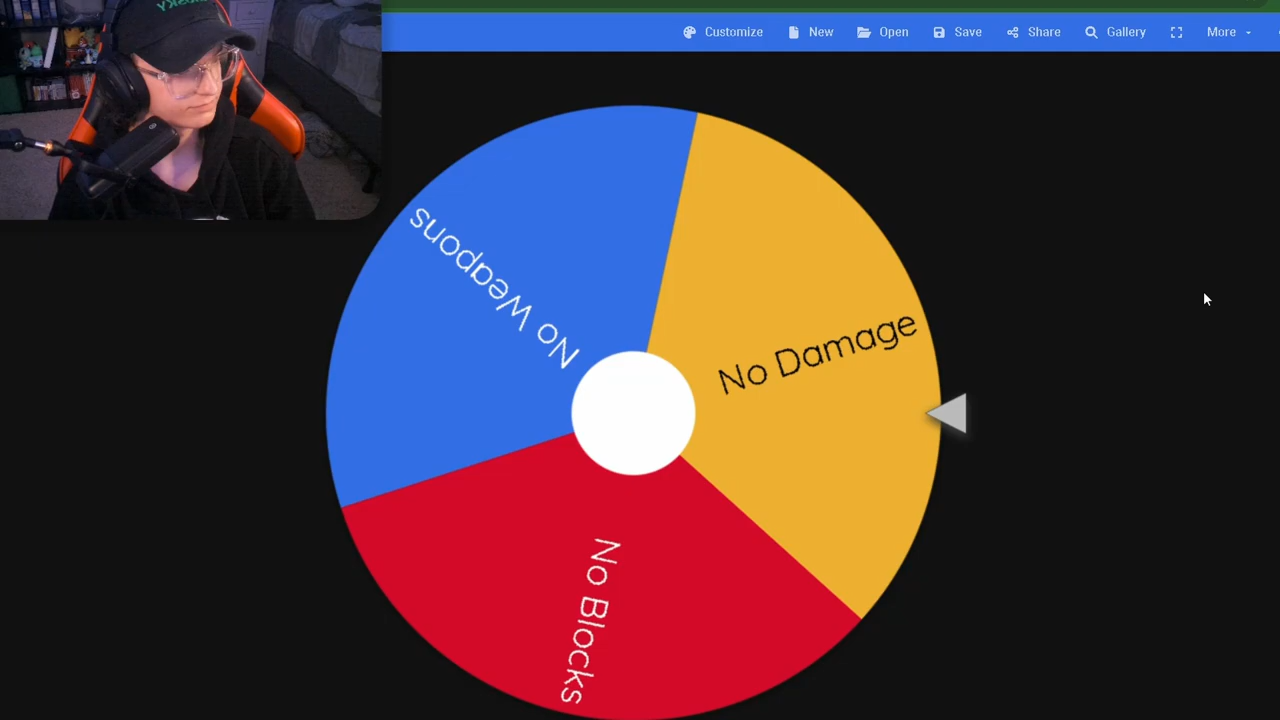 Customize New Open Save Share Gallery More
No Weapons
No Damage
No Blocks